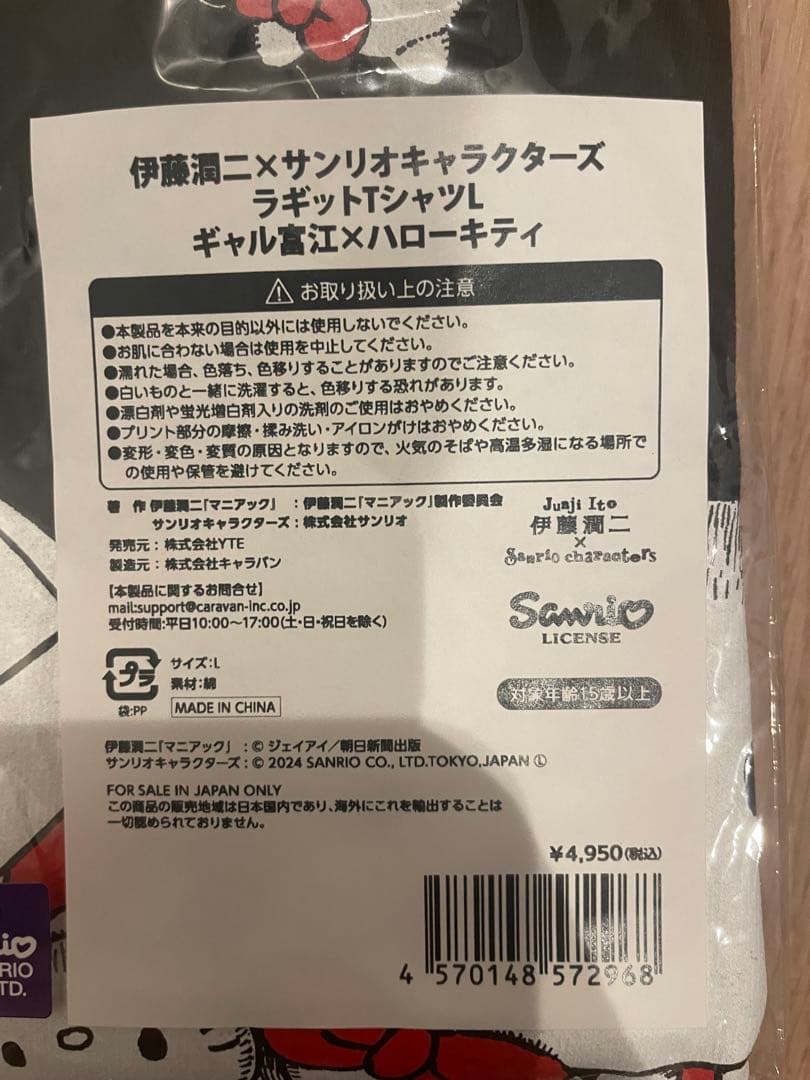 伊藤潤二×サンリオキャラクターズ
ラギットTシャツL
ギャル富江×ハローキティ
⚠ お取り扱い上の注意
●本製品を本来の目的以外には使用しないでください。
●お肌に合わない場合は使用を中止してください。
●濡れた場合、色落ち、色移りすることがありますのでご注意ください。
●白いものと一緒に洗濯すると、色移りする恐れがあります。
●漂白剤や蛍光増白剤入りの洗剤のご使用はおやめください。
●プリント部分の摩擦・揉み洗い・アイロンがけはおやめください。
●変形・変色・変質の原因となりますので、火気のそばや高温多湿になる場所で
の使用や保管を避けてください。
著 作 伊藤潤二『マニアック』 : 伊藤潤二『マニアック』製作委員会
サンリオキャラクターズ : 株式会社サンリオ
発売元 : 株式会社YTE
製造元 : 株式会社キャラバン
【本製品に関するお問合せ】
mail:support@caravan-inc.co.jp
受付時間:平日10:00〜17:00(土・日・祝日を除く)
Junji Ito
伊藤潤二
×
Sanrio characters
Sanrio
LICENSE
プラ
袋:PP
サイズ:L
素材:綿
MADE IN CHINA
対象年齢15歳以上
伊藤潤二『マニアック』 : © ジェイアイ/朝日新聞出版
サンリオキャラクターズ : © 2024 SANRIO CO., LTD.TOKYO,JAPAN Ⓛ
FOR SALE IN JAPAN ONLY
この商品の販売地域は日本国内であり、海外にこれを輸出することは
一切認められておりません。
¥4,950(税込)
4 570148 572968
rio
RIO
TD.